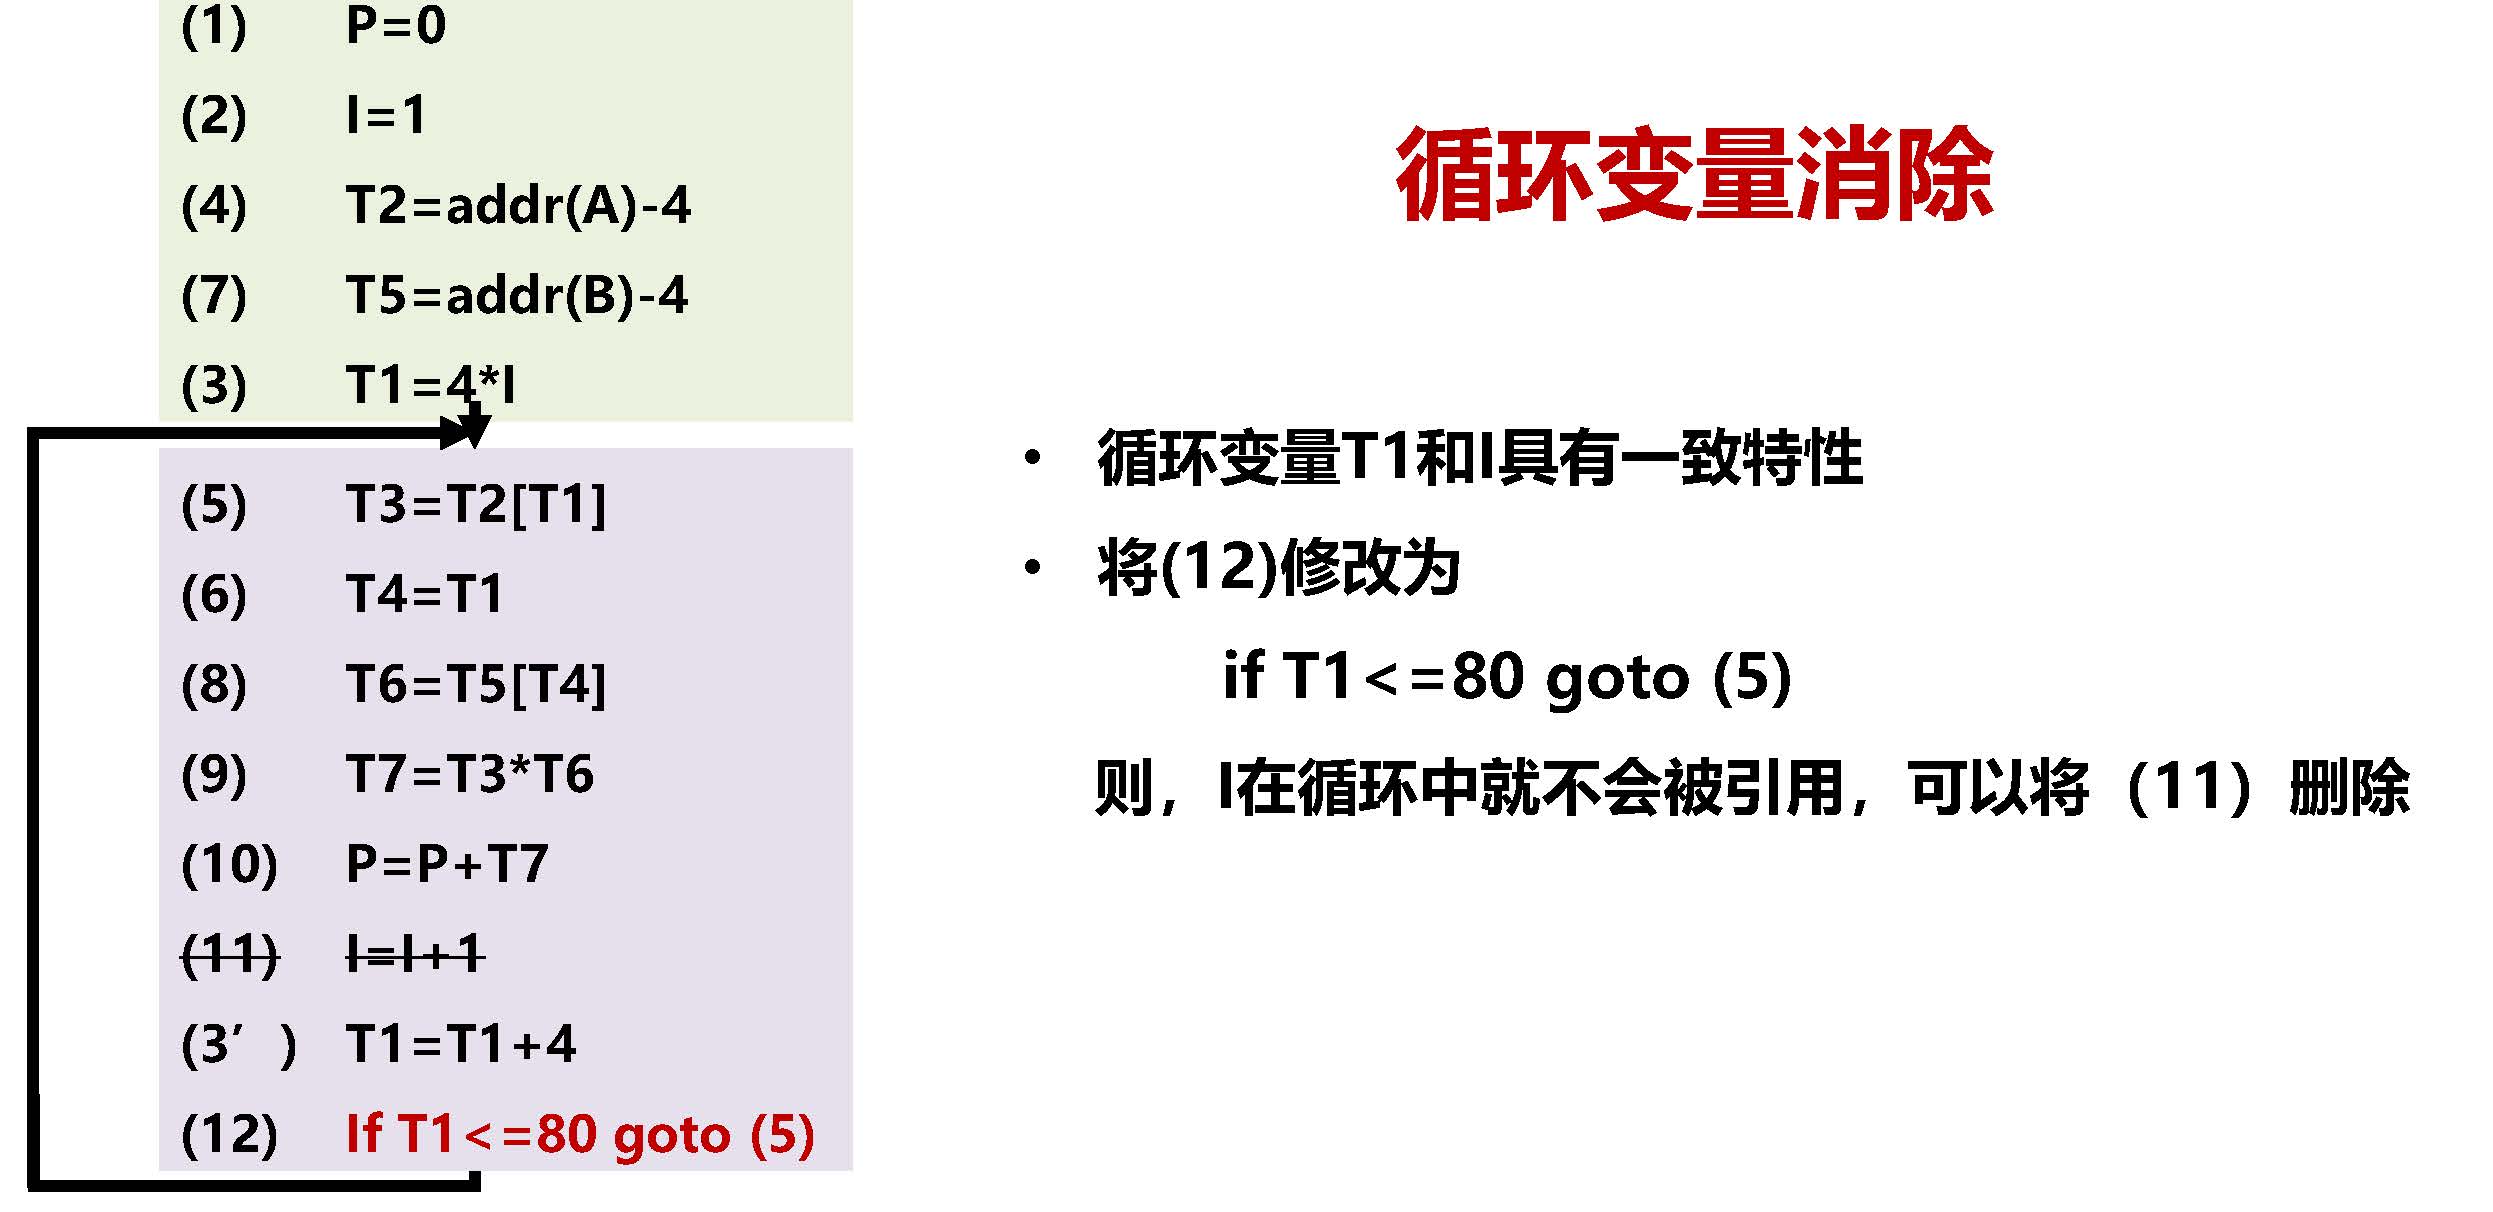 (1) P=0
(2) I=1
(4) T2=addr(A)-4
(7) T5=addr(B)-4
(3) T1=4*I
(5) T3=T2[T1]
(6) T4=T1
(8) T6=T5[T4]
(9) T7=T3*T6
(10) P=P+T7
(11) I=I+1
(3′) T1=T1+4
(12) If T1<=80 goto (5)
循环变量消除
• 循环变量T1和I具有一致特性
• 将(12)修改为
if T1<=80 goto (5)
则，I在循环中就不会被引用，可以将（11）删除